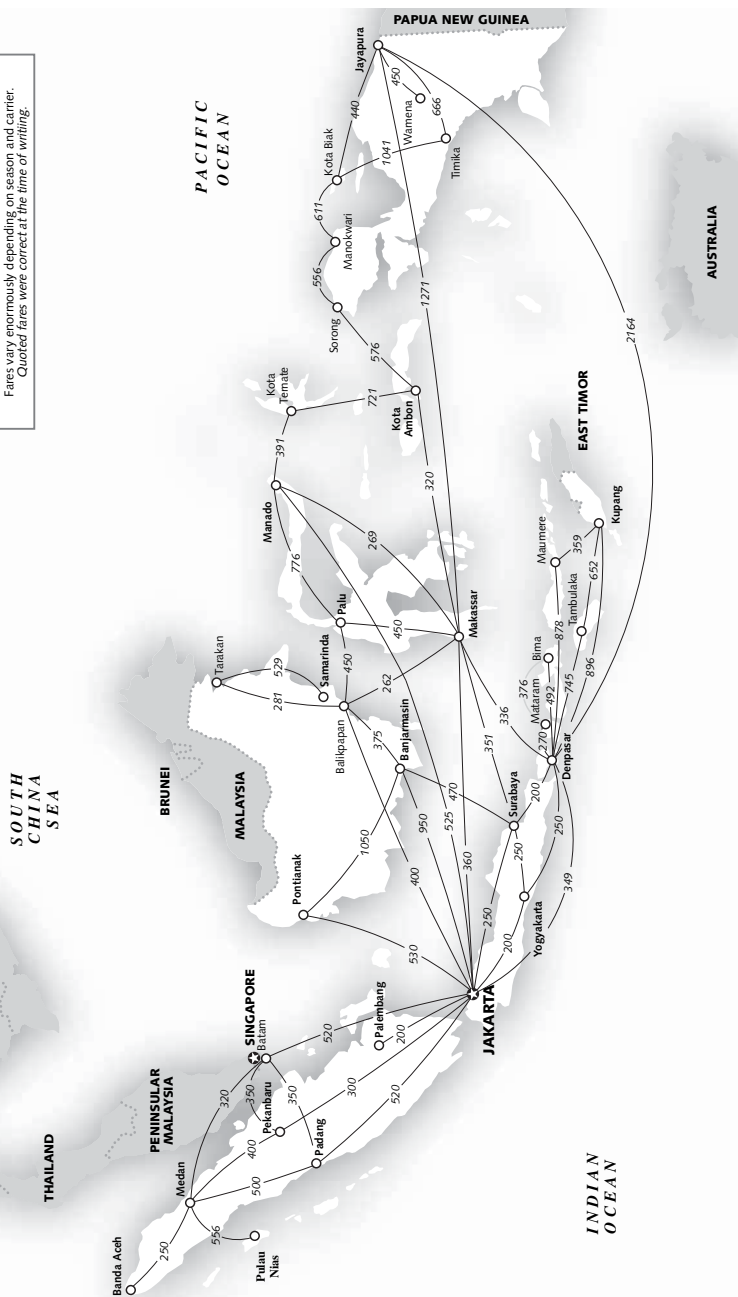 Fares vary enormously depending on season and carrier.
Quoted fares were correct at the time of writiing.
THAILAND
SOUTH
CHINA
SEA
PACIFIC
OCEAN
INDIAN
OCEAN
PENINSULAR
MALAYSIA
SINGAPORE
BRUNEI
MALAYSIA
PAPUA NEW GUINEA
EAST TIMOR
AUSTRALIA
Banda Aceh
250
Medan
556
Pulau
Nias
320
400
500
350
350
Batam
Pekanbaru
Padang
300
520
520
Palembang
200
JAKARTA
Pontianak
530
1050
400
950
525
360
250
200
Yogyakarta
250
Surabaya
200
250
349
470
Banjarmasin
375
Balikpapan
281
529
Tarakan
Samarinda
450
262
Palu
450
776
Manado
269
391
Makassar
351
336
Denpasar
270
Mataram
376
492
Bima
878
745
896
Tambulaka
652
Maumere
359
Kupang
Kota
Temate
721
Kota
Ambon
320
576
Sorong
556
Manokwari
611
Kota Biak
440
1041
1271
2164
Jayapura
450
Wamena
666
Timika